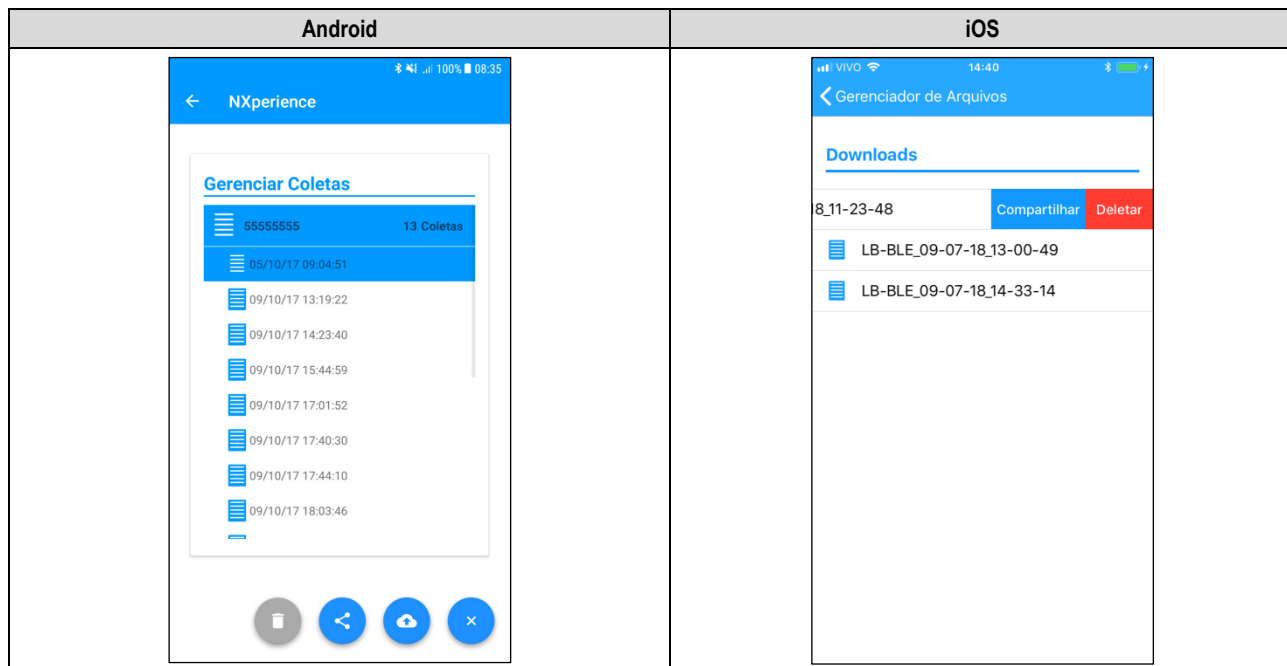 Android
iOS
100% 08:35
NXperience
Gerenciar Coletas
55555555 13 Coletas
05/10/17 09:04:51
09/10/17 13:19:22
09/10/17 14:23:40
09/10/17 15:44:59
09/10/17 17:01:52
09/10/17 17:40:30
09/10/17 17:44:10
09/10/17 18:03:46
VIVO 14:40
Gerenciador de Arquivos
Downloads
8_11-23-48 Compartilhar Deletar
LB-BLE_09-07-18_13-00-49
LB-BLE_09-07-18_14-33-14